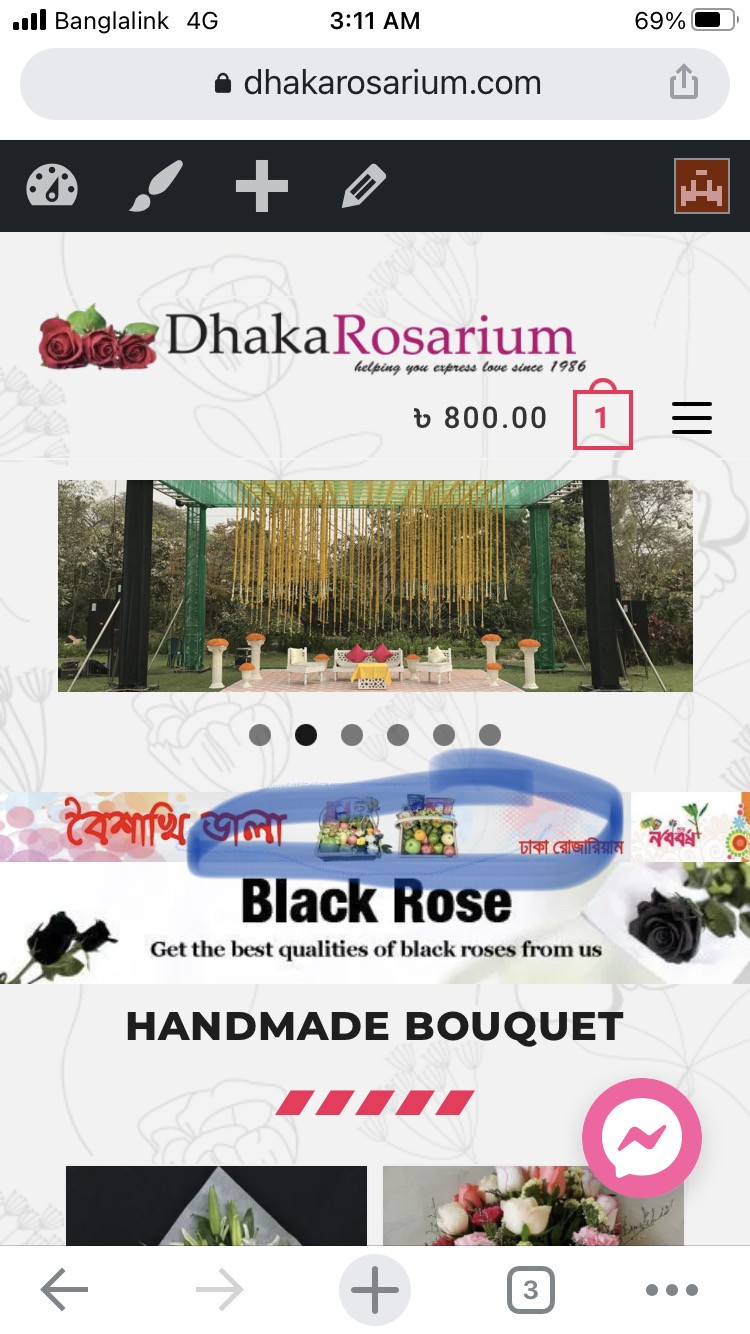 Banglalink 4G 3:11 AM 69%
dhakarosarium.com
DhakaRosarium
helping you express love since 1986
৳ 800.00 1
বৈশাখি ডালা
ঢাকা রোজারিয়াম
নববর্ষ
Black Rose
Get the best qualities of black roses from us
HANDMADE BOUQUET
3